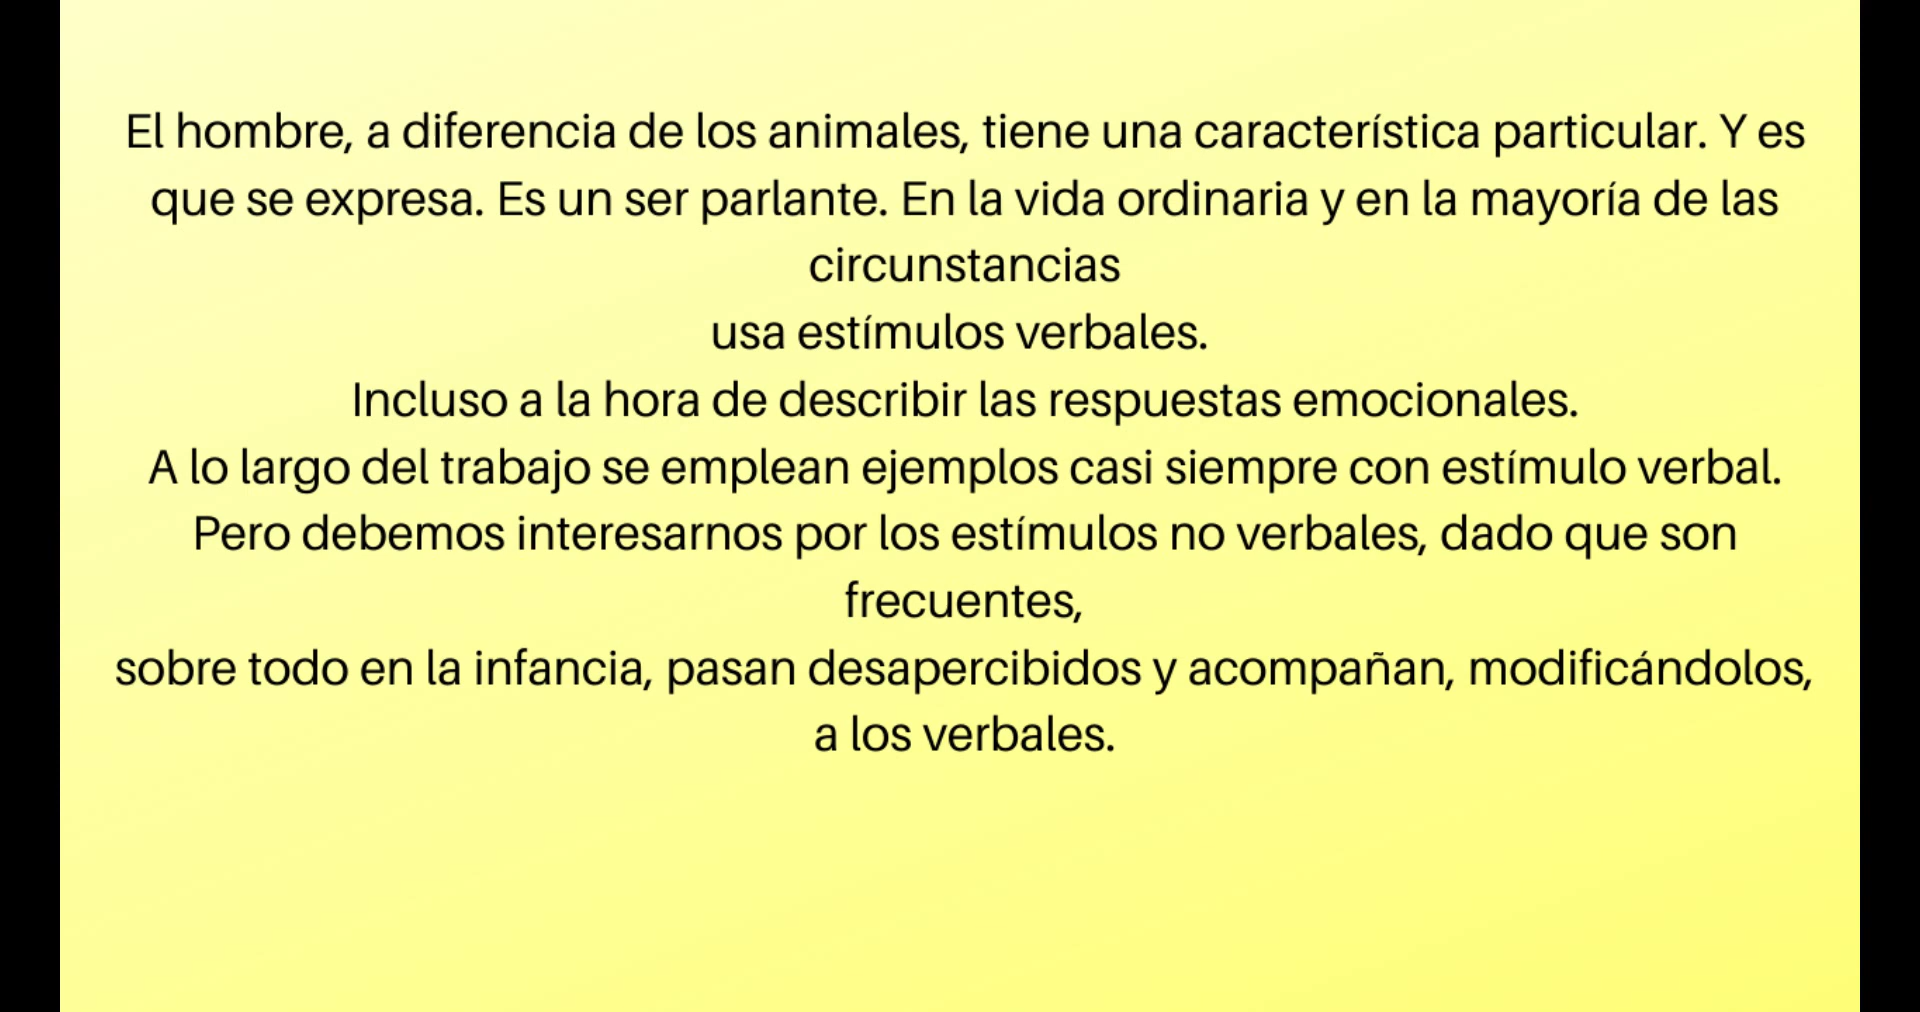 El hombre, a diferencia de los animales, tiene una característica particular. Y es
que se expresa. Es un ser parlante. En la vida ordinaria y en la mayoría de las
circunstancias
usa estímulos verbales.
Incluso a la hora de describir las respuestas emocionales.
A lo largo del trabajo se emplean ejemplos casi siempre con estímulo verbal.
Pero debemos interesarnos por los estímulos no verbales, dado que son
frecuentes,
sobre todo en la infancia, pasan desapercibidos y acompañan, modificándolos,
a los verbales.